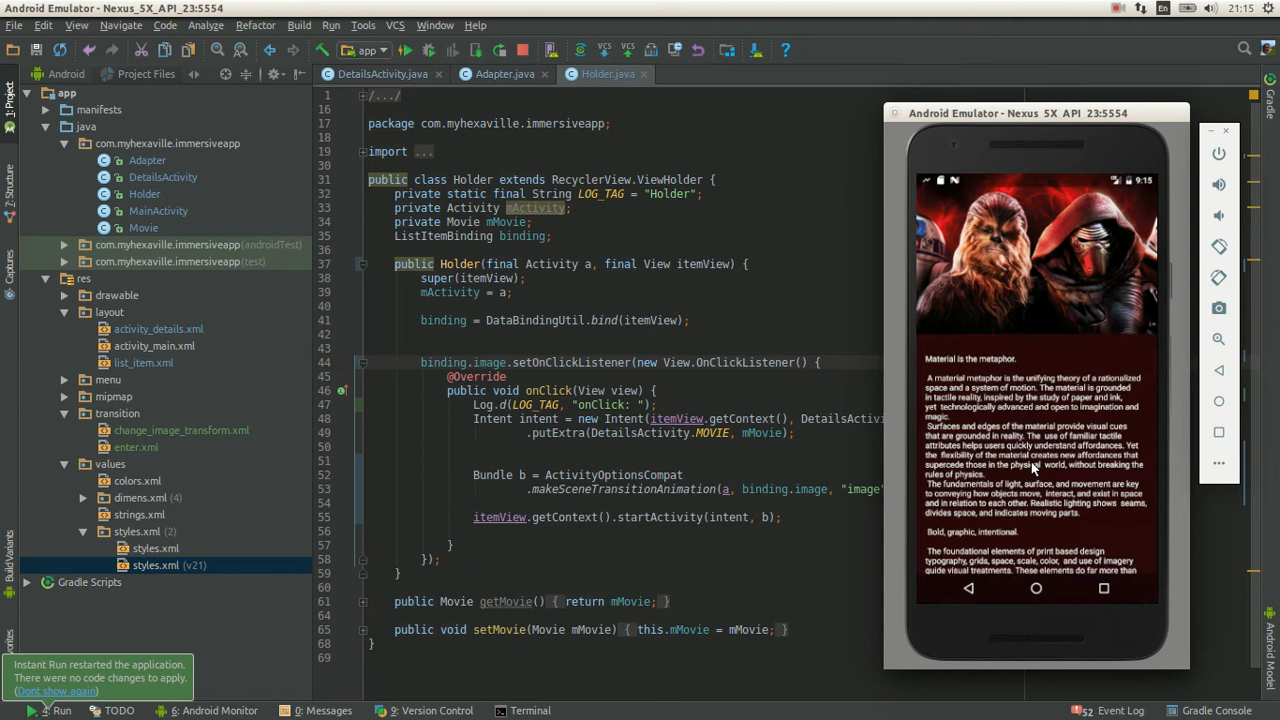 Android Emulator - Nexus_5X_API_23:5554
En
21:15
File Edit View Navigate Code Analyze Refactor Build Run Tools VCS Window Help
app
VCS VCS
Android Project Files
DetailsActivity.java Adapter.java Holder.java
1: Project
7: Structure
Captures
Build Variants
app
manifests
java
com.myhexaville.immersiveapp
Adapter
DetailsActivity
Holder
MainActivity
Movie
com.myhexaville.immersiveapp (androidTest)
com.myhexaville.immersiveapp (test)
res
drawable
layout
activity_details.xml
activity_main.xml
list_item.xml
menu
mipmap
transition
change_image_transform.xml
enter.xml
values
colors.xml
dimens.xml (4)
strings.xml
styles.xml (2)
styles.xml
styles.xml (v21)
Gradle Scripts
1 /.../
16
17 package com.myhexaville.immersiveapp;
18
19 import ...
30
31 public class Holder extends RecyclerView.ViewHolder {
32 private static final String LOG_TAG = "Holder";
33 private Activity mActivity;
34 private Movie mMovie;
35 ListItemBinding binding;
36
37 public Holder(final Activity a, final View itemView) {
38 super(itemView);
39 mActivity = a;
40
41 binding = DataBindingUtil.bind(itemView);
42
43
44 binding.image.setOnClickListener(new View.OnClickListener() {
45 @Override
46 public void onClick(View view) {
47 Log.d(LOG_TAG, "onClick: ");
48 Intent intent = new Intent(itemView.getContext(), DetailsActiv
49 .putExtra(DetailsActivity.MOVIE, mMovie);
50
51
52 Bundle b = ActivityOptionsCompat
53 .makeSceneTransitionAnimation(a, binding.image, "image"
54
55 itemView.getContext().startActivity(intent, b);
56
57 }
58 });
59 }
60
61 public Movie getMovie() { return mMovie; }
64
65 public void setMovie(Movie mMovie) { this.mMovie = mMovie; }
68 }
69
Android Emulator - Nexus_5X_API_23:5554
9:15
Material is the metaphor.
A material metaphor is the unifying theory of a rationalized
space and a system of motion. The material is grounded
in tactile reality, inspired by the study of paper and ink,
yet technologically advanced and open to imagination and
magic.
Surfaces and edges of the material provide visual cues
that are grounded in reality. The use of familiar tactile
attributes helps users quickly understand affordances. Yet
the flexibility of the material creates new affordances that
supercede those in the physical world, without breaking the
rules of physics.
The fundamentals of light, surface, and movement are key
to conveying how objects move, interact, and exist in space
and in relation to each other. Realistic lighting shows seams,
divides space, and indicates moving parts.
Bold, graphic, intentional.
The foundational elements of print based design
typography, grids, space, scale, color, and use of imagery
guide visual treatments. These elements do far more than
Gradle
Android Model
Instant Run restarted the application.
There were no code changes to apply.
(Dont show again)
4: Run TODO 6: Android Monitor 0: Messages 9: Version Control Terminal 52 Event Log Gradle Console